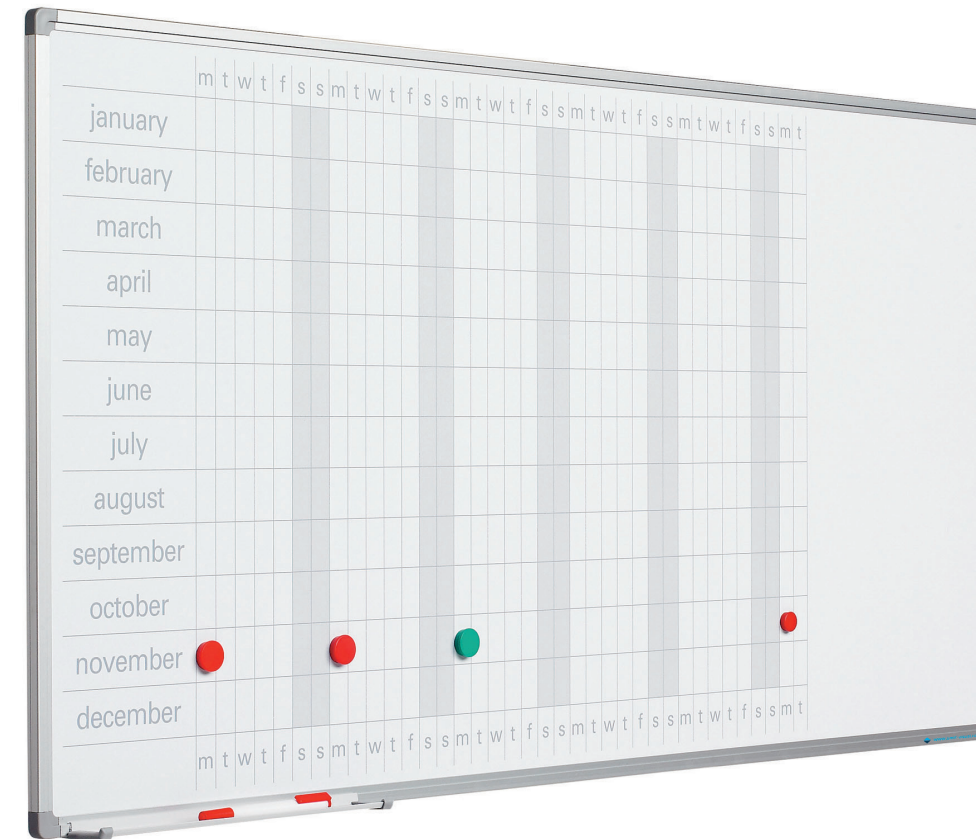 m t w t f s s m t w t f s s m t w t f s s m t w t f s s m t w t f s s m t
january
february
march
april
may
june
july
august
september
october
november
december
m t w t f s s m t w t f s s m t w t f s s m t w t f s s m t w t f s s m t